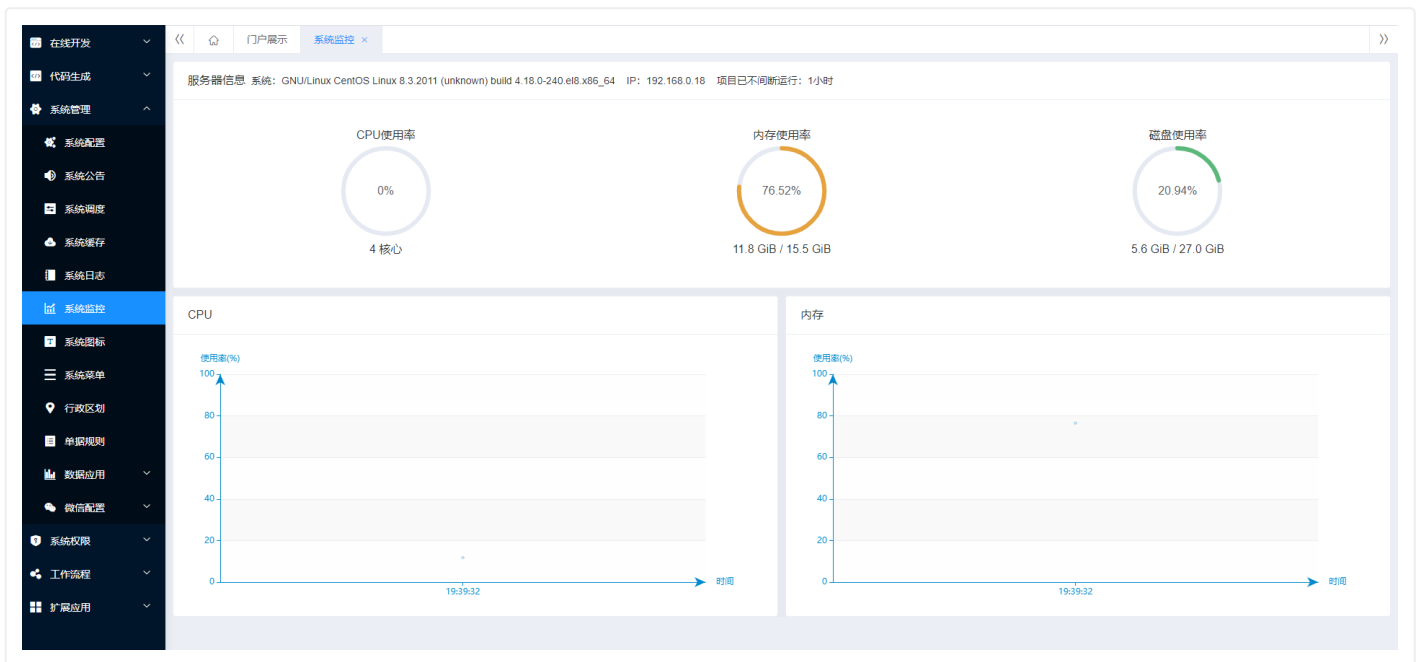 在线开发
代码生成
系统管理
系统配置
系统公告
系统调度
系统缓存
系统日志
系统监控
系统图标
系统菜单
行政区划
单据规则
数据应用
微信配置
系统权限
工作流程
扩展应用
门户展示 系统监控 ×
服务器信息 系统：GNU/Linux CentOS Linux 8.3.2011 (unknown) build 4.18.0-240.el8.x86_64 IP：192.168.0.18 项目已不间断运行：1小时
CPU使用率 内存使用率 磁盘使用率
0% 76.52% 20.94%
4 核心 11.8 GiB / 15.5 GiB 5.6 GiB / 27.0 GiB
CPU
使用率(%)
100
80
60
40
20
0
时间
19:39:32
内存
使用率(%)
100
80
60
40
20
0
时间
19:39:32